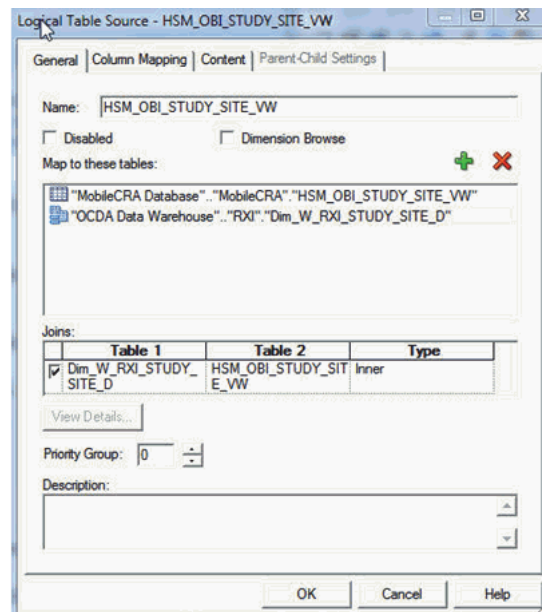 Logical Table Source - HSM_OBI_STUDY_SITE_VW
General Column Mapping Content Parent-Child Settings
Name: HSM_OBI_STUDY_SITE_VW
Disabled Dimension Browse
Map to these tables:
"MobileCRA Database".."MobileCRA"."HSM_OBI_STUDY_SITE_VW"
"OCDA Data Warehouse".."RXI"."Dim_W_RXI_STUDY_SITE_D"
Joins:
Table 1 Table 2 Type
Dim_W_RXI_STUDY_ HSM_OBI_STUDY_SIT Inner
SITE_D E_VW
View Details...
Priority Group: 0
Description:
OK Cancel Help